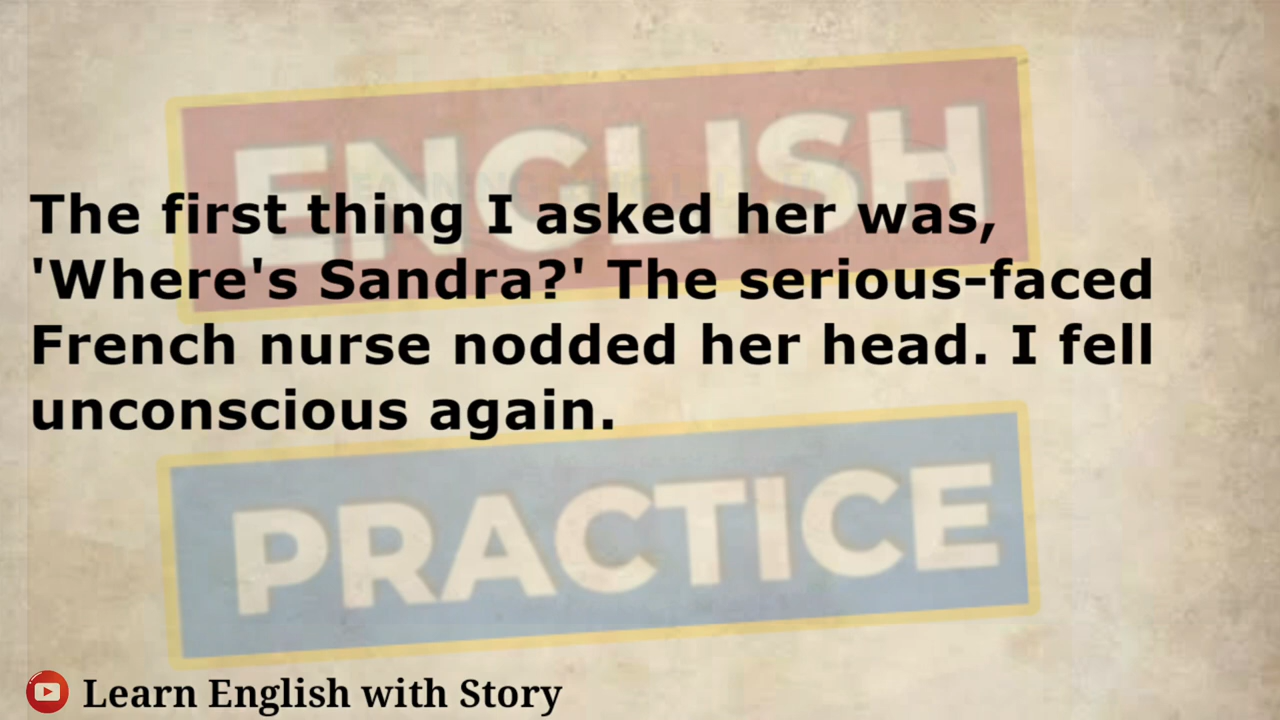 ENGLISH
The first thing I asked her was,
'Where's Sandra?' The serious-faced
French nurse nodded her head. I fell
unconscious again.
PRACTICE
Learn English with Story